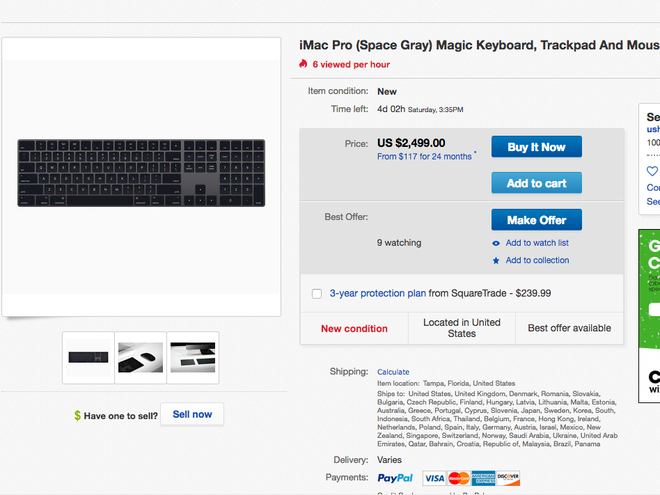 iMac Pro (Space Gray) Magic Keyboard, Trackpad And Mous
6 viewed per hour
Item condition: New
Time left: 4d 02h Saturday, 3:35PM
Price: US $2,499.00
From $117 for 24 months *
Buy It Now
Add to cart
Best Offer:
Make Offer
9 watching
Add to watch list
Add to collection
3-year protection plan from SquareTrade - $239.99
New condition
Located in United
States
Best offer available
Shipping: Calculate
Item location: Tampa, Florida, United States
Ships to: United States, United Kingdom, Denmark, Romania, Slovakia,
Bulgaria, Czech Republic, Finland, Hungary, Latvia, Lithuania, Malta, Estonia,
Australia, Greece, Portugal, Cyprus, Slovenia, Japan, Sweden, Korea, South,
Indonesia, South Africa, Thailand, Belgium, France, Hong Kong, Ireland,
Netherlands, Poland, Spain, Italy, Germany, Austria, Israel, Mexico, New
Zealand, Singapore, Switzerland, Norway, Saudi Arabia, Ukraine, United Arab
Emirates, Qatar, Bahrain, Croatia, Republic of, Malaysia, Brazil, Panama
Delivery: Varies
Payments: PayPal VISA MasterCard DISCOVER
$ Have one to sell? Sell now
Se
ush
100
Co
See
G
C
C
wi